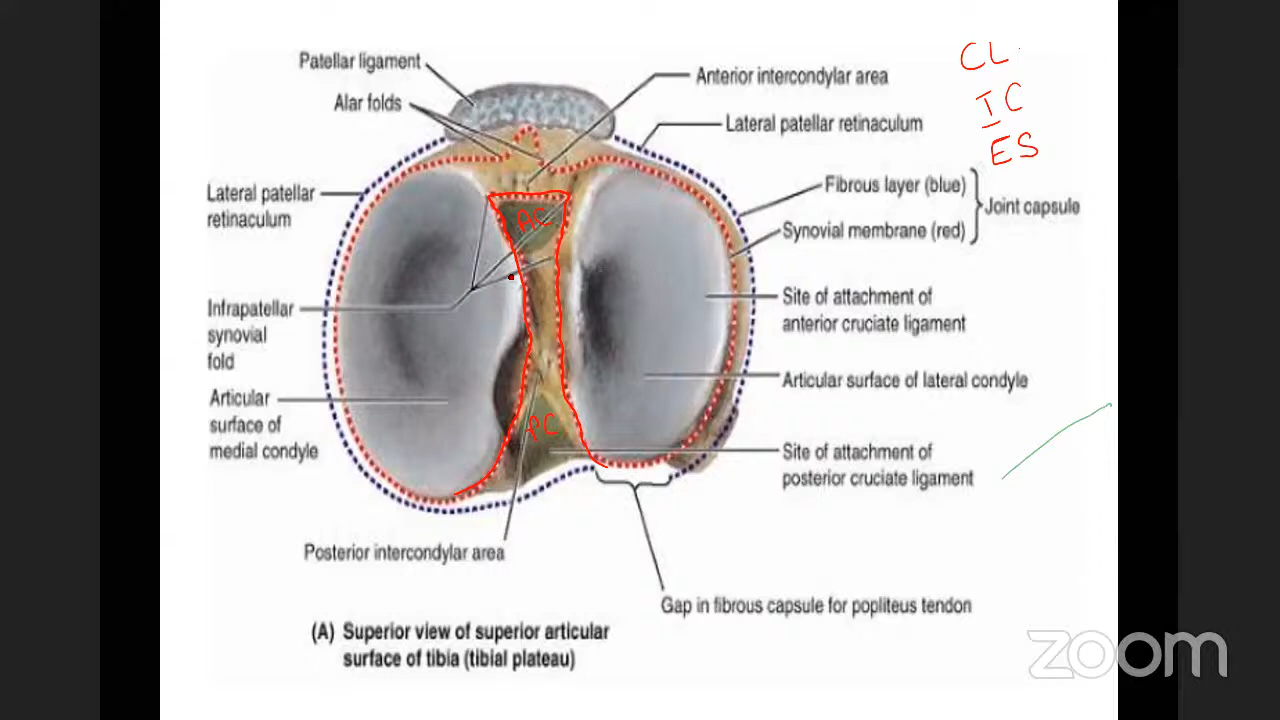 Patellar ligament
Alar folds
Lateral patellar
retinaculum
Infrapatellar
synovial
fold
Articular
surface of
medial condyle
Posterior intercondylar area
Anterior intercondylar area
Lateral patellar retinaculum
Fibrous layer (blue)
Synovial membrane (red)
Joint capsule
Site of attachment of
anterior cruciate ligament
Articular surface of lateral condyle
Site of attachment of
posterior cruciate ligament
Gap in fibrous capsule for popliteus tendon
(A) Superior view of superior articular
surface of tibia (tibial plateau)
CL
IC
ES
AC
PC
zoom